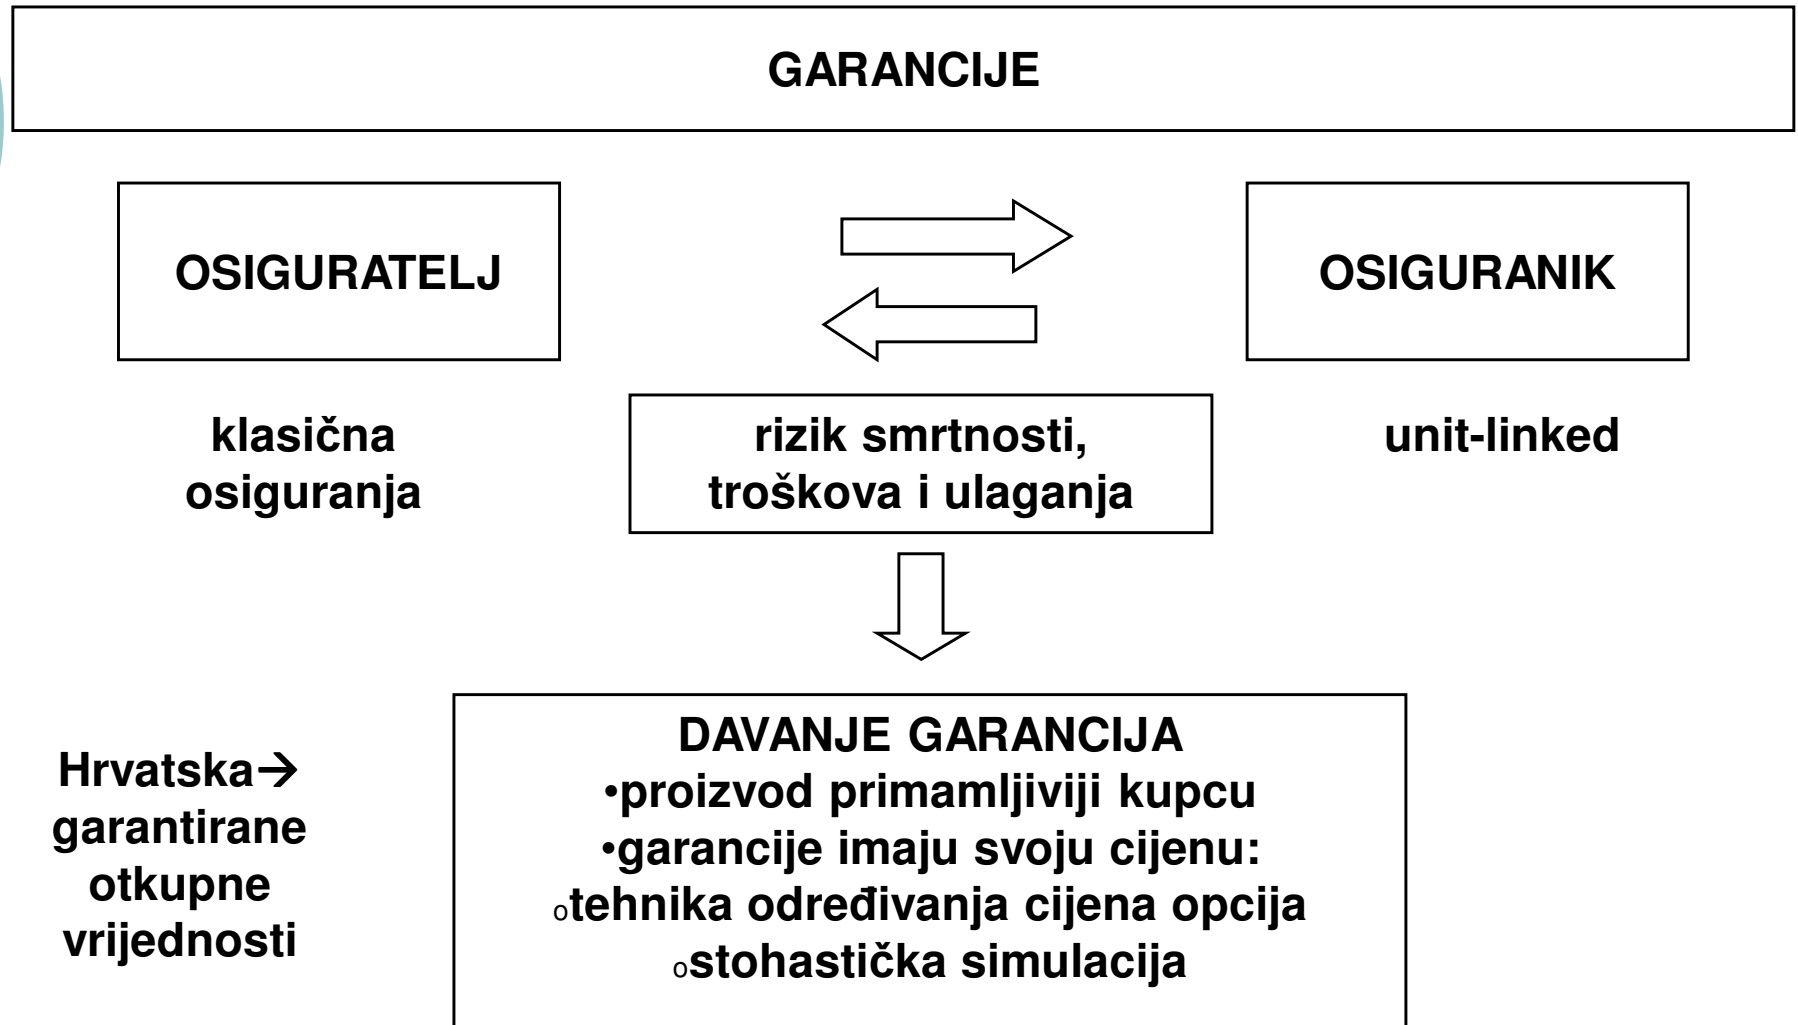 GARANCIJE
OSIGURATELJ
OSIGURANIK
klasična
osiguranja
rizik smrtnosti,
troškova i ulaganja
unit-linked
Hrvatska→
garantirane
otkupne
vrijednosti
DAVANJE GARANCIJA
•proizvod primamljiviji kupcu
•garancije imaju svoju cijenu:
otehnika određivanja cijena opcija
ostohastička simulacija